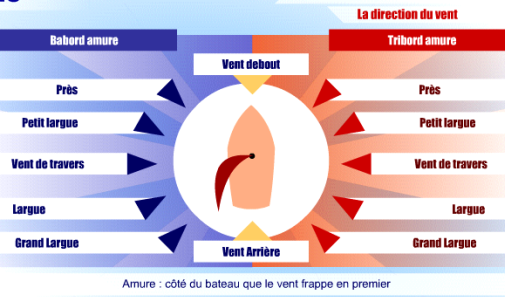 La direction du vent
Babord amure
Tribord amure
Vent debout
Près
Près
Petit largue
Petit largue
Vent de travers
Vent de travers
Largue
Largue
Grand Largue
Grand Largue
Vent Arrière
Amure : côté du bateau que le vent frappe en premier